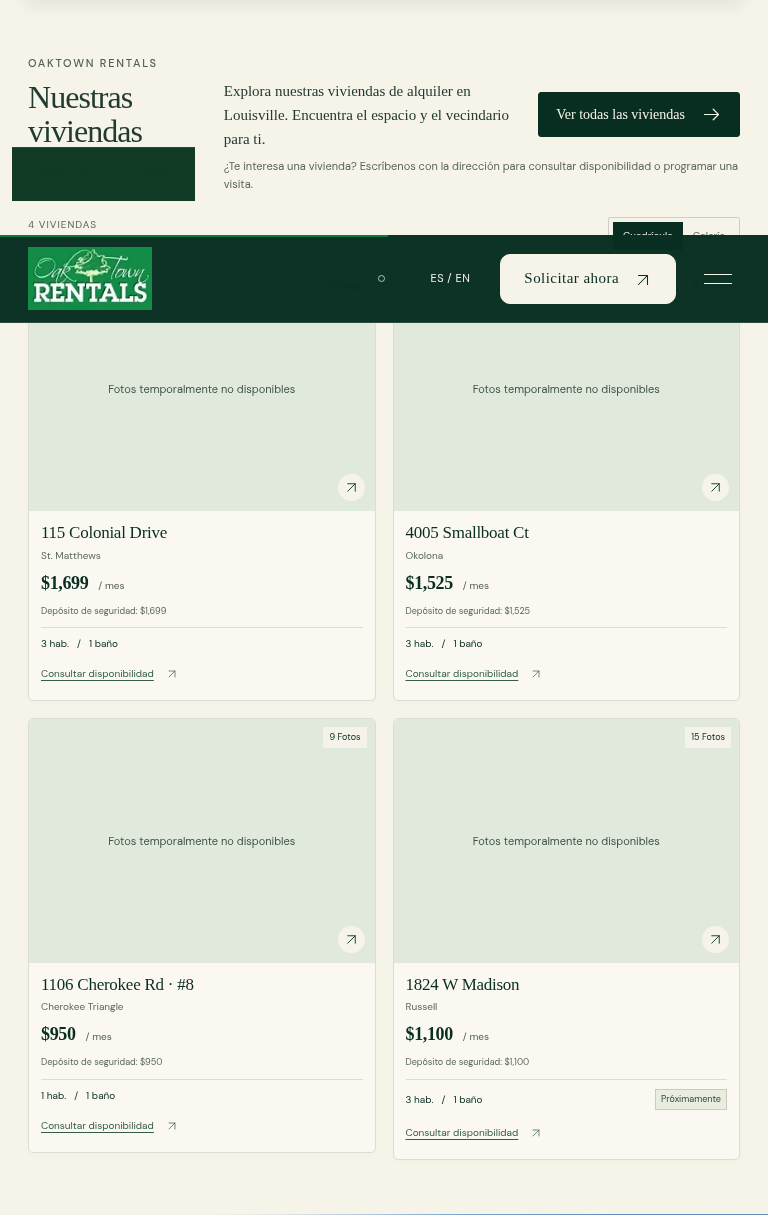 OAKTOWN RENTALS
Nuestras
viviendas
Explora nuestras viviendas de alquiler en
Louisville. Encuentra el espacio y el vecindario
para ti.
¿Te interesa una vivienda? Escríbenos con la dirección para consultar disponibilidad o programar una
visita.
Ver todas las viviendas
4 VIVIENDAS
Oak Town
RENTALS
ES / EN
Solicitar ahora
Fotos temporalmente no disponibles
115 Colonial Drive
St. Matthews
$1,699 / mes
Depósito de seguridad: $1,699
3 hab. / 1 baño
Consultar disponibilidad
Fotos temporalmente no disponibles
4005 Smallboat Ct
Okolona
$1,525 / mes
Depósito de seguridad: $1,525
3 hab. / 1 baño
Consultar disponibilidad
9 Fotos
Fotos temporalmente no disponibles
1106 Cherokee Rd · #8
Cherokee Triangle
$950 / mes
Depósito de seguridad: $950
1 hab. / 1 baño
Consultar disponibilidad
15 Fotos
Fotos temporalmente no disponibles
1824 W Madison
Russell
$1,100 / mes
Depósito de seguridad: $1,100
3 hab. / 1 baño
Próximamente
Consultar disponibilidad